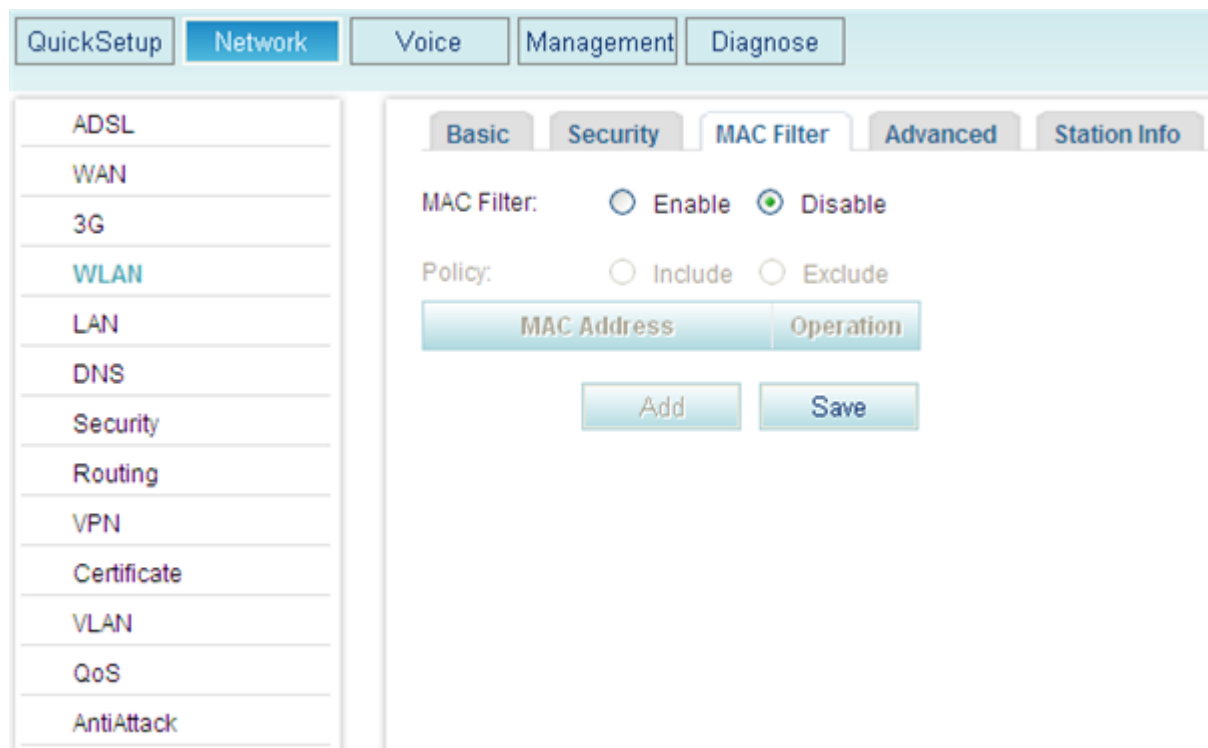 QuickSetup Network Voice Management Diagnose
ADSL
WAN
3G
WLAN
LAN
DNS
Security
Routing
VPN
Certificate
VLAN
QoS
AntiAttack
Basic Security MAC Filter Advanced Station Info
MAC Filter: Enable Disable
Policy: Include Exclude
MAC Address Operation
Add Save